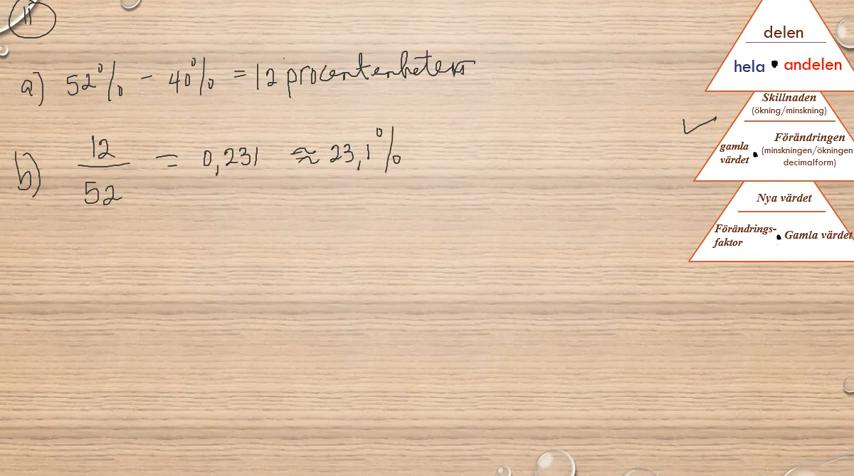 11
a) 52% - 40% = 12 procentenheter
b) 12/52 = 0,231 ≈ 23,1%
delen
hela • andelen
Skillnaden
(ökning/minskning)
gamla värdet • Förändringen
(minskningen/ökningen decimalform)
Nya värdet
Förändrings-
faktor • Gamla värdet